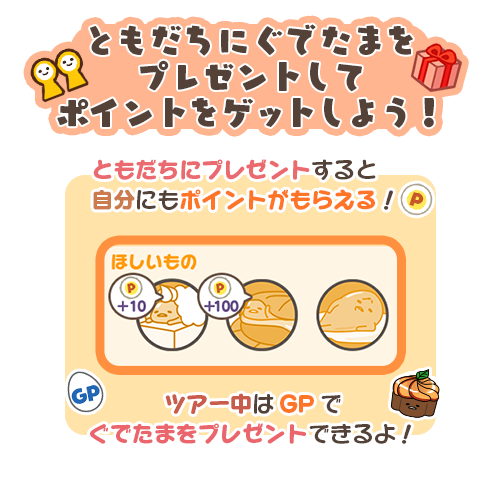 ともだちにぐでたまを
プレゼントして
ポイントをゲットしよう！
ともだちにプレゼントすると
自分にもポイントがもらえる！ P
ほしいもの
P
+10
P
+100
GP
ツアー中は GP で
ぐでたまをプレゼントできるよ！